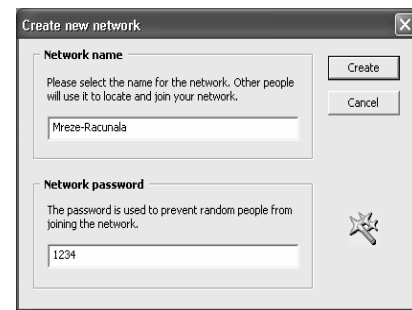 Create new network
Network name
Please select the name for the network. Other people
will use it to locate and join your network.
Mreze-Racunala
Network password
The password is used to prevent random people from
joining the network.
1234
Create
Cancel